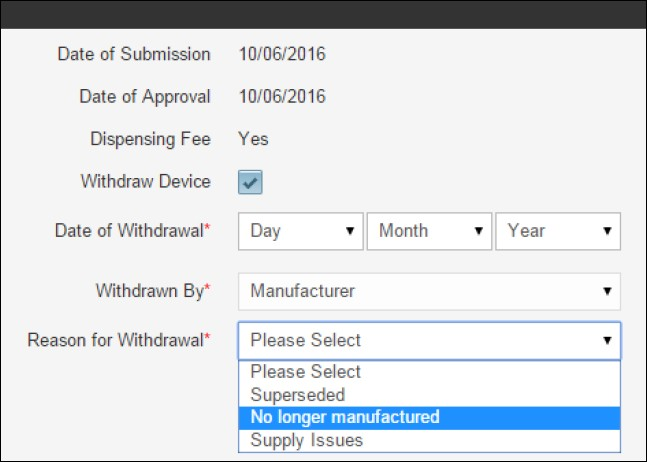 Date of Submission 10/06/2016
Date of Approval 10/06/2016
Dispensing Fee Yes
Withdraw Device
Date of Withdrawal* Day Month Year
Withdrawn By* Manufacturer
Reason for Withdrawal* Please Select
Please Select
Superseded
No longer manufactured
Supply Issues